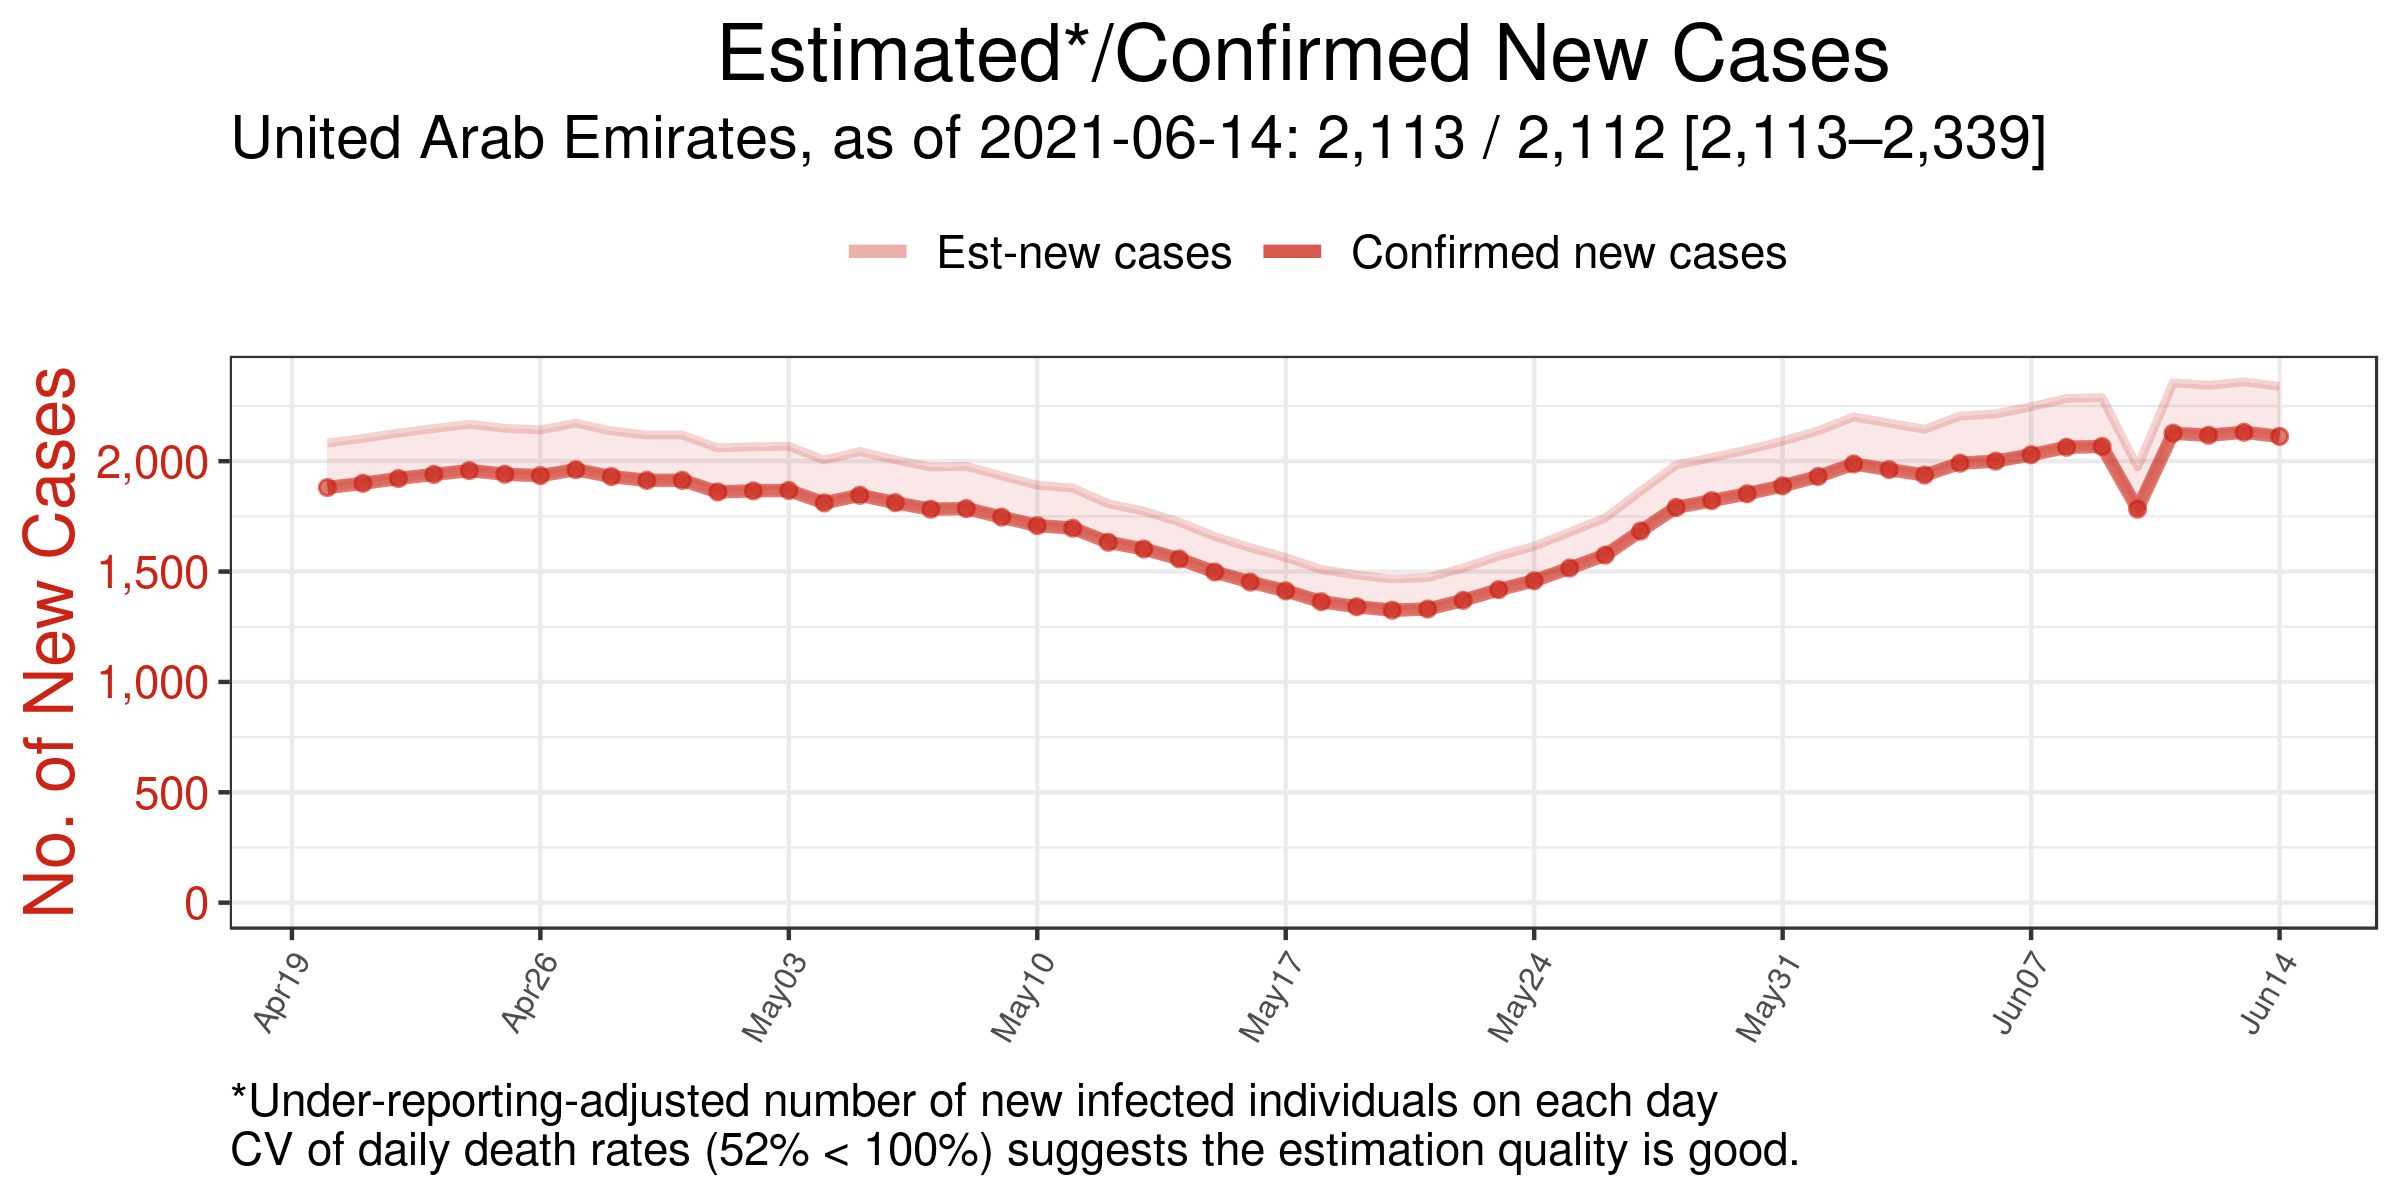 Estimated*/Confirmed New Cases
United Arab Emirates, as of 2021-06-14: 2,113 / 2,112 [2,113–2,339]
Est-new cases Confirmed new cases
No. of New Cases
2,000
1,500
1,000
500
0
Apr19 Apr26 May03 May10 May17 May24 May31 Jun07 Jun14
*Under-reporting-adjusted number of new infected individuals on each day
CV of daily death rates (52% < 100%) suggests the estimation quality is good.